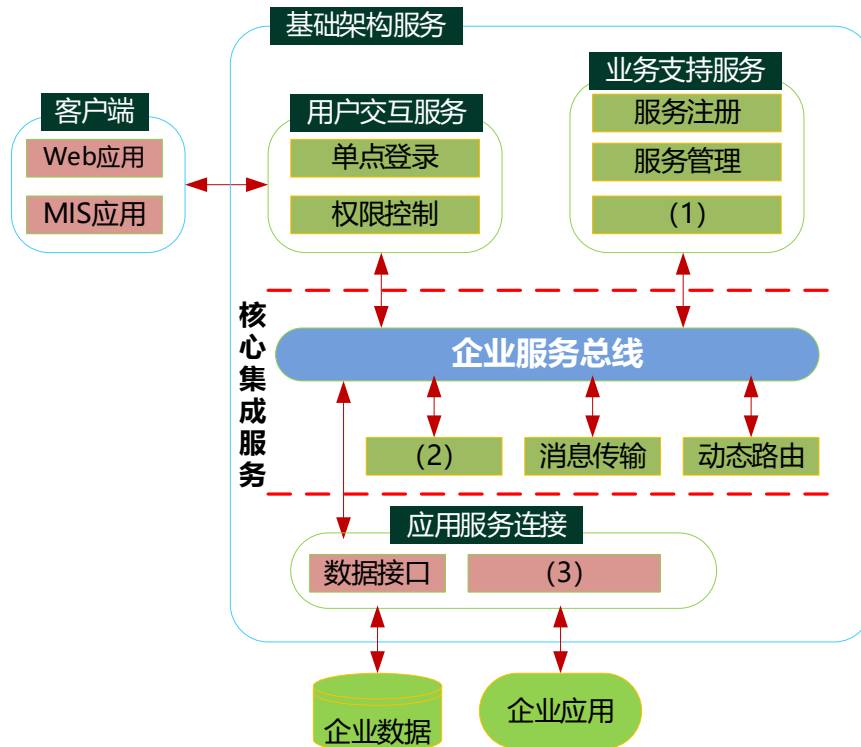 基础架构服务
业务支持服务
客户端
用户交互服务
服务注册
Web应用
单点登录
服务管理
MIS应用
权限控制
(1)
核心集成服务
企业服务总线
(2)
消息传输
动态路由
应用服务连接
数据接口
(3)
企业数据
企业应用